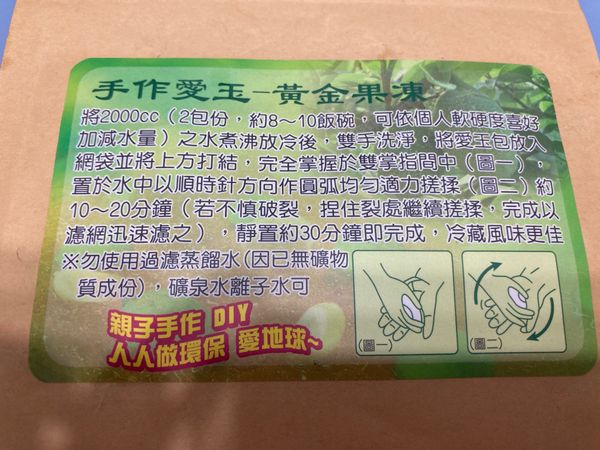 手作愛玉-黃金果凍
將2000cc（2包份，約8～10飯碗，可依個人軟硬度喜好
加減水量）之水煮沸放冷後，雙手洗淨，將愛玉包放入
網袋並將上方打結，完全掌握於雙掌指間中（圖一），
置於水中以順時針方向作圓弧均勻適力搓揉（圖二）約
10～20分鐘（若不慎破裂，捏住裂處繼續搓揉，完成以
濾網迅速濾之），靜置約30分鐘即完成，冷藏風味更佳
※勿使用過濾蒸餾水(因已無礦物
質成份)，礦泉水離子水可
親子手作 DIY
人人做環保 愛地球~
(圖一)
(圖二)